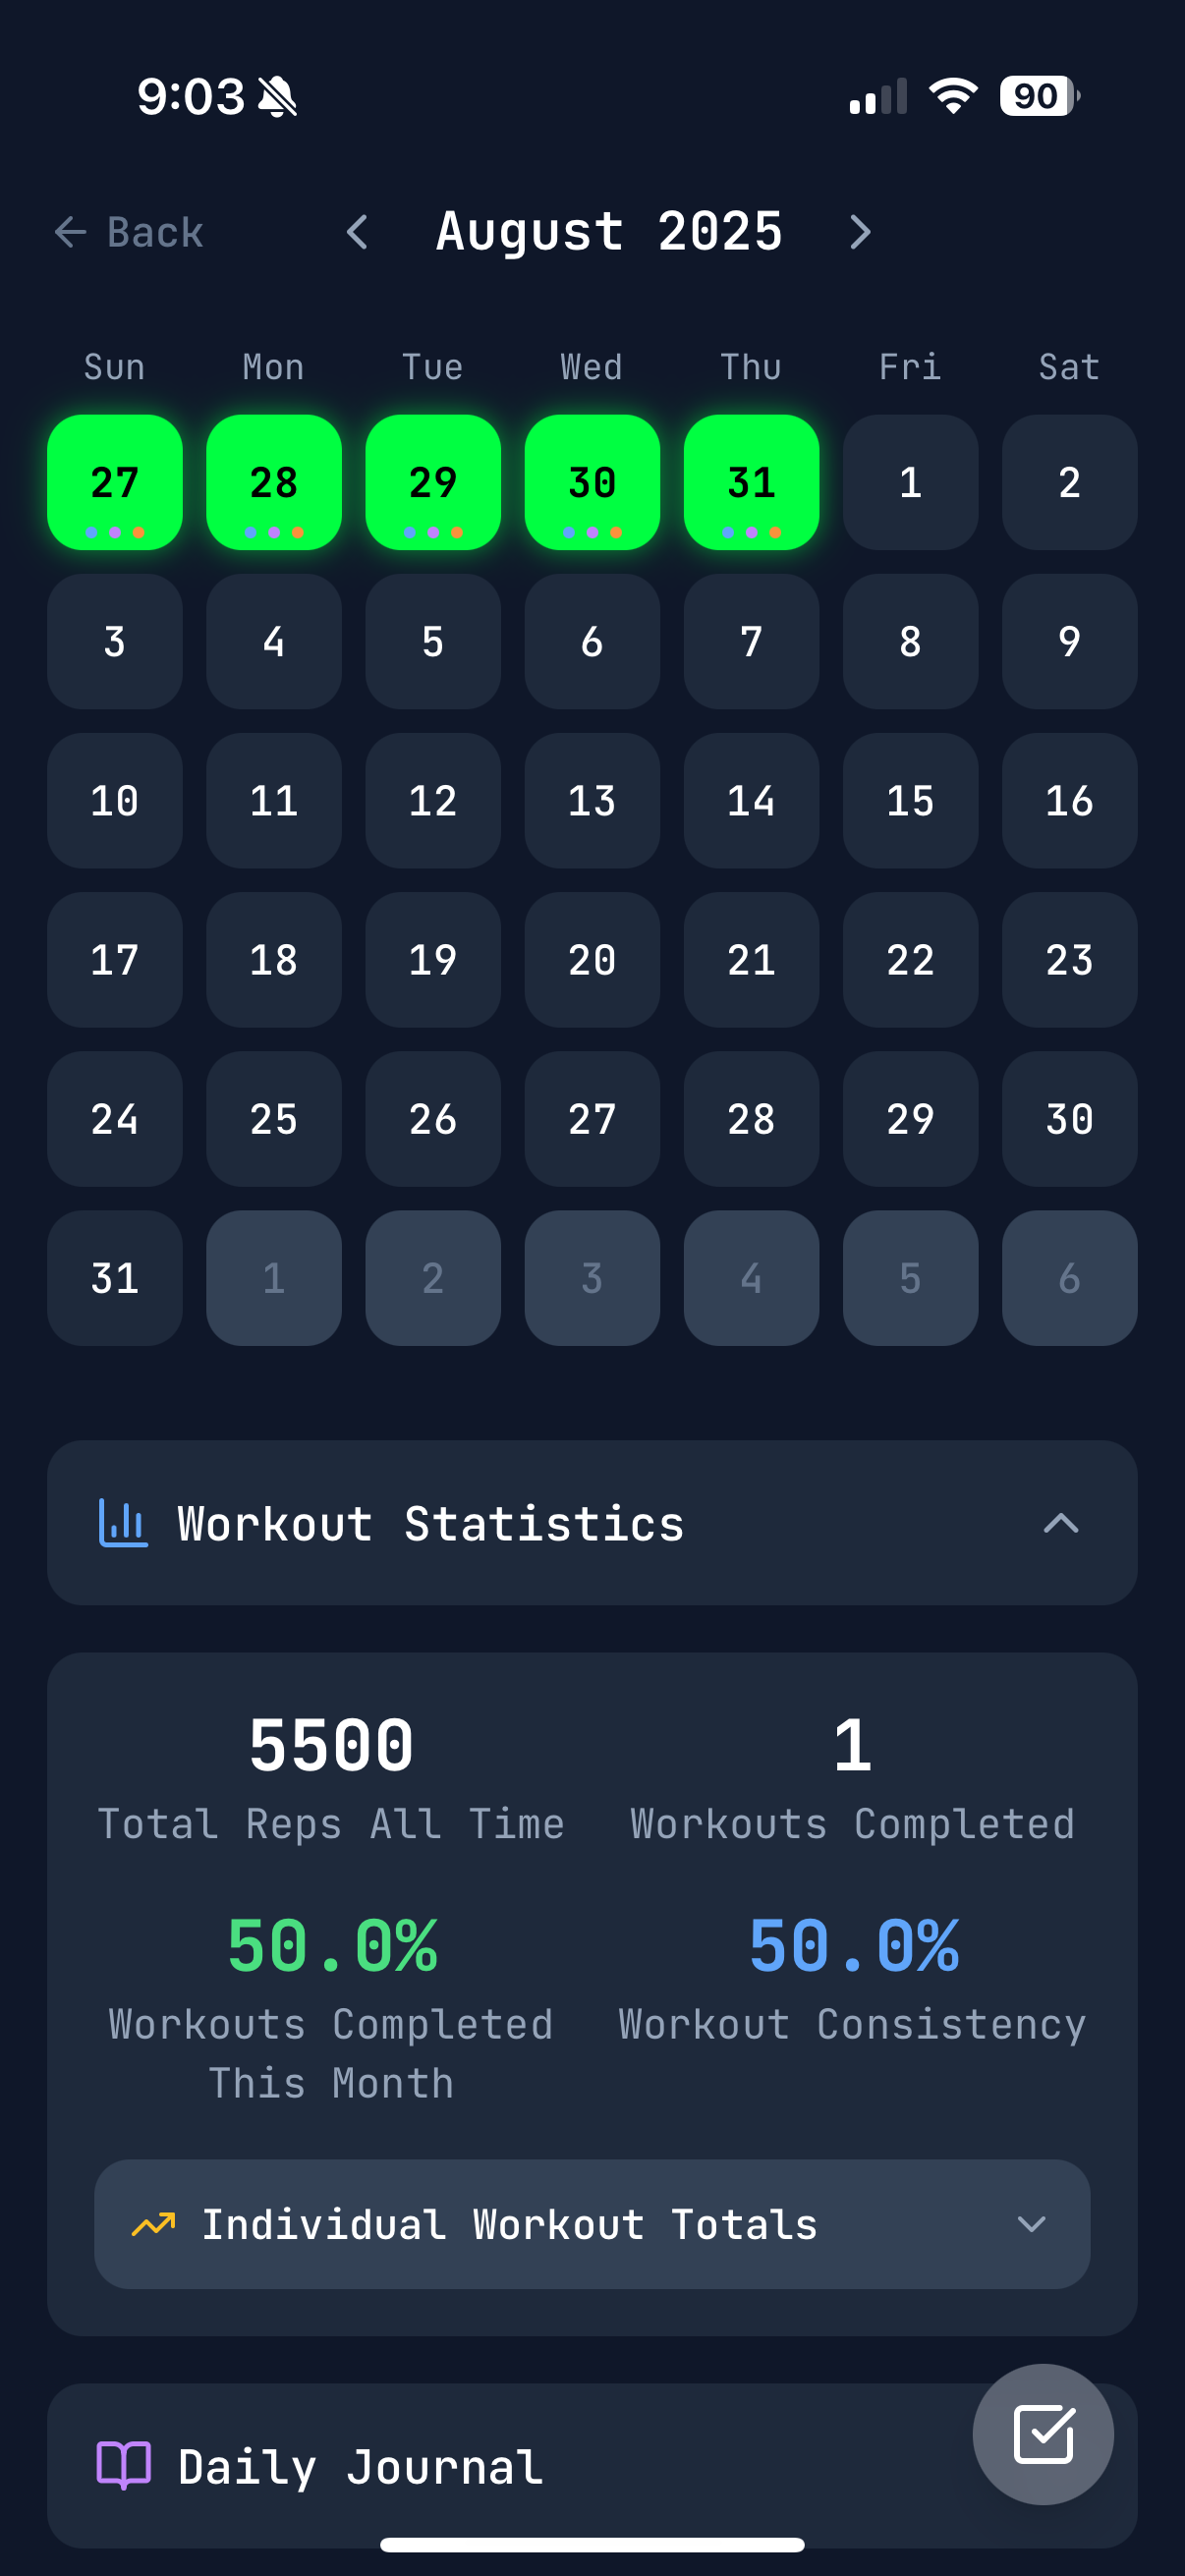 9:03
90
Back
August 2025
Sun Mon Tue Wed Thu Fri Sat
27 28 29 30 31 1 2
3 4 5 6 7 8 9
10 11 12 13 14 15 16
17 18 19 20 21 22 23
24 25 26 27 28 29 30
31 1 2 3 4 5 6
Workout Statistics
5500 1
Total Reps All Time Workouts Completed
50.0% 50.0%
Workouts Completed Workout Consistency
This Month
Individual Workout Totals
Daily Journal